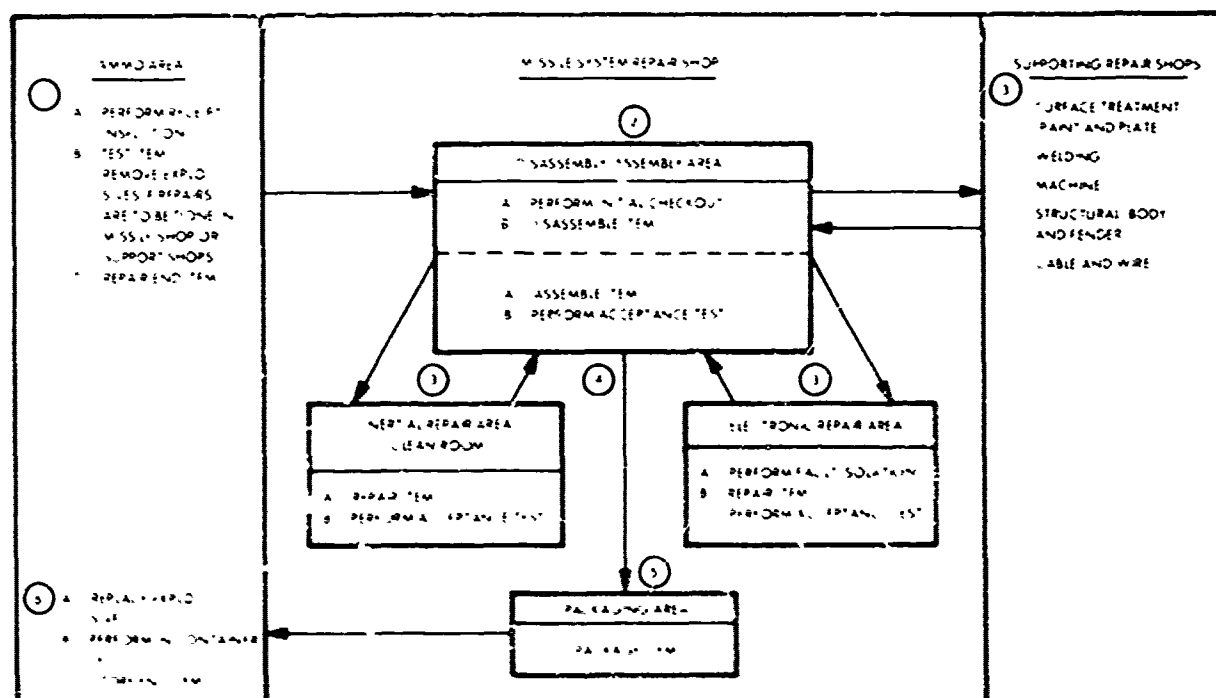 AMMO AREA
A PERFORM RECEIPT
INSPECTION
B TEST ITEM
REMOVE EXPLO
SIVES IF REPAIRS
ARE TO BE DONE IN
MISSILE SHOP OR
SUPPORT SHOPS
REPAIR END ITEM
5 A REPLACE EXPLO
B PERFORM IN CONTAINER
MISSILE SYSTEM REPAIR SHOP
2
DISASSEMBLY ASSEMBLY AREA
A PERFORM INITIAL CHECKOUT
B DISASSEMBLE ITEM
A ASSEMBLE ITEM
B PERFORM ACCEPTANCE TEST
3
4
3
INERTIAL REPAIR AREA
CLEAN ROOM
A REPAIR ITEM
B PERFORM ACCEPTANCE TEST
ELECTRONIC REPAIR AREA
A PERFORM FAULT ISOLATION
B REPAIR ITEM
PERFORM ACCEPTANCE TEST
5
PACKAGING AREA
PACKAGE ITEM
SUPPORTING REPAIR SHOPS
3
SURFACE TREATMENT
PAINT AND PLATE
WELDING
MACHINE
STRUCTURAL BODY
AND FENDER
CABLE AND WIRE